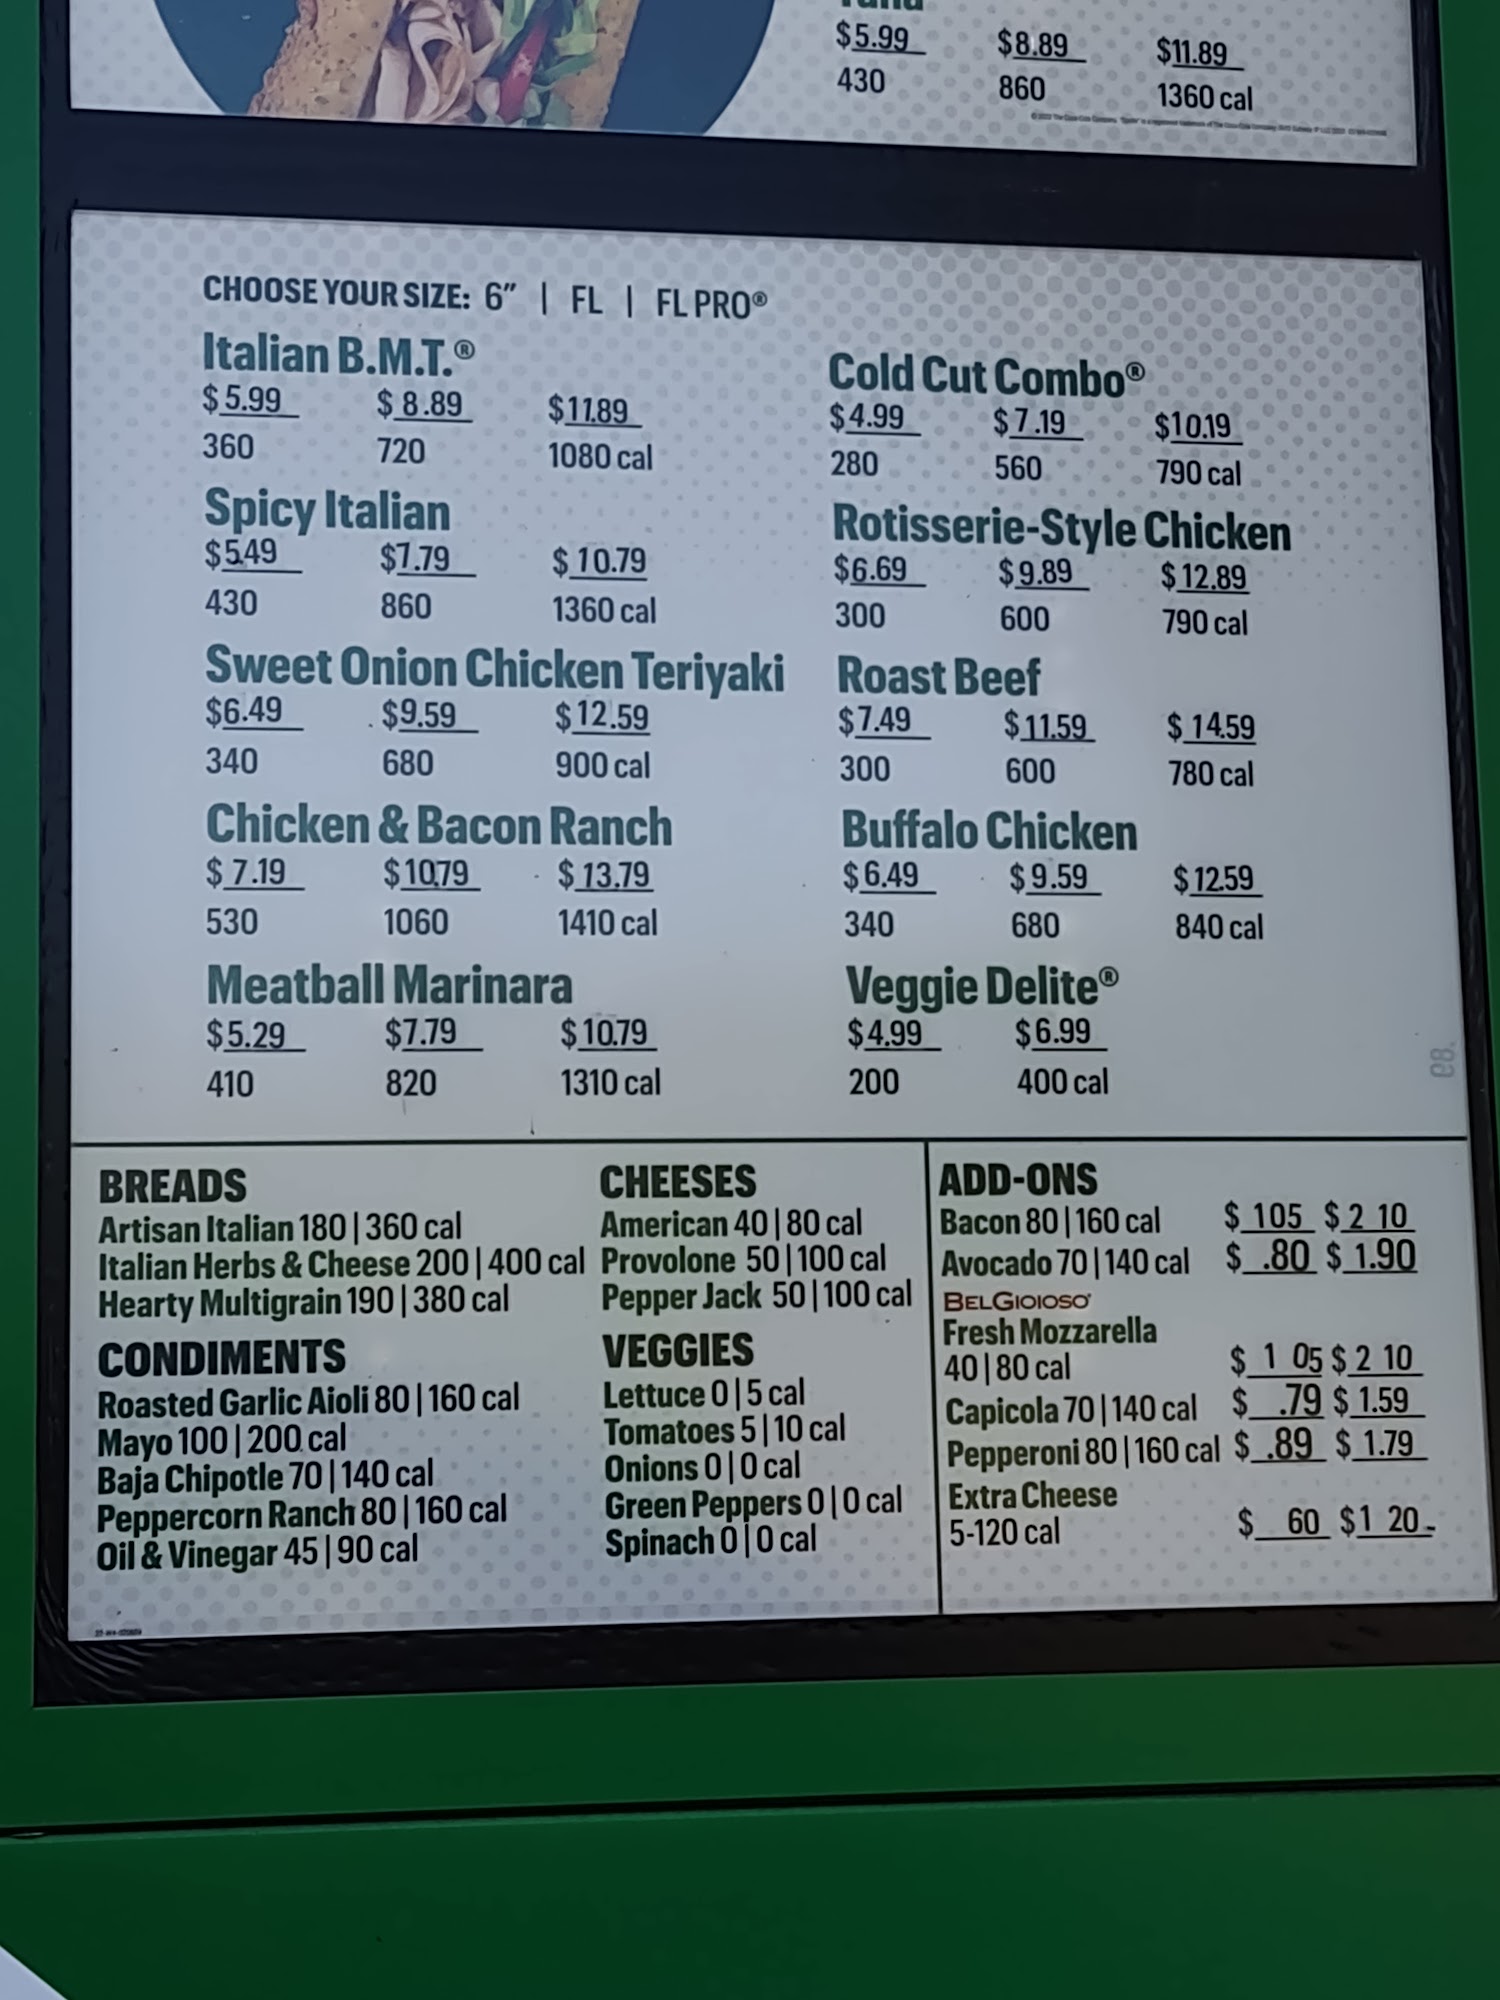 $5.99 $8.89 $11.89
430 860 1360 cal
CHOOSE YOUR SIZE: 6" | FL | FL PRO®
Italian B.M.T.®
$5.99 $8.89 $11.89
360 720 1080 cal
Spicy Italian
$5.49 $7.79 $10.79
430 860 1360 cal
Sweet Onion Chicken Teriyaki
$6.49 $9.59 $12.59
340 680 900 cal
Chicken & Bacon Ranch
$7.19 $10.79 $13.79
530 1060 1410 cal
Meatball Marinara
$5.29 $7.79 $10.79
410 820 1310 cal
Cold Cut Combo®
$4.99 $7.19 $10.19
280 560 790 cal
Rotisserie-Style Chicken
$6.69 $9.89 $12.89
300 600 790 cal
Roast Beef
$7.49 $11.59 $14.59
300 600 780 cal
Buffalo Chicken
$6.49 $9.59 $12.59
340 680 840 cal
Veggie Delite®
$4.99 $6.99
200 400 cal
BREADS
Artisan Italian 180|360 cal
Italian Herbs & Cheese 200|400 cal
Hearty Multigrain 190|380 cal
CONDIMENTS
Roasted Garlic Aioli 80|160 cal
Mayo 100|200 cal
Baja Chipotle 70|140 cal
Peppercorn Ranch 80|160 cal
Oil & Vinegar 45|90 cal
CHEESES
American 40|80 cal
Provolone 50|100 cal
Pepper Jack 50|100 cal
VEGGIES
Lettuce 0|5 cal
Tomatoes 5|10 cal
Onions 0|0 cal
Green Peppers 0|0 cal
Spinach 0|0 cal
ADD-ONS
Bacon 80|160 cal $ 105 $ 2 10
Avocado 70|140 cal $ .80 $ 1.90
BELGIOIOSO
Fresh Mozzarella
40|80 cal $ 1 05 $ 2 10
Capicola 70|140 cal $ .79 $ 1.59
Pepperoni 80|160 cal $ .89 $ 1.79
Extra Cheese
5-120 cal $ 60 $1 20